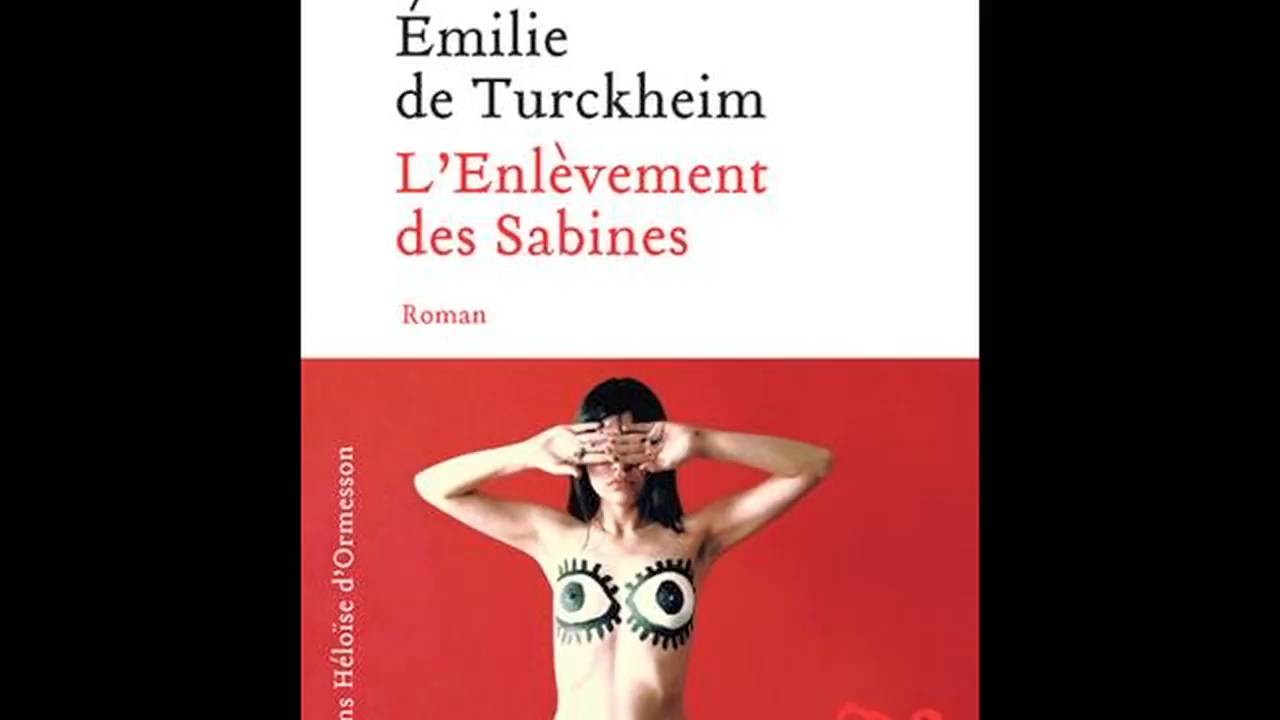 Émilie
de Turckheim
L'Enlèvement
des Sabines
Roman
ns Héloïse d'Ormesson